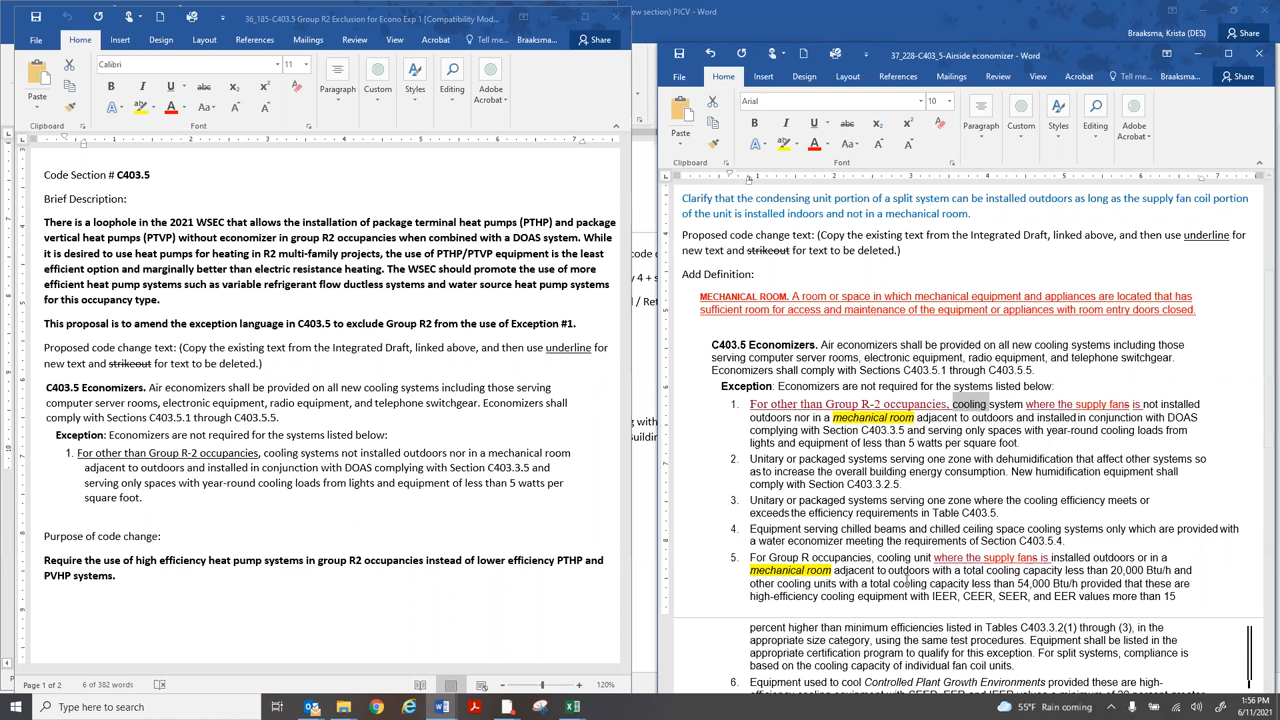 36_185-C403.5 Group R2 Exclusion for Econo Exp 1 [Compatibility Mod...
File Home Insert Design Layout References Mailings Review View Acrobat Tell me... Braaksma... Share
Paste
Clipboard
Calibri 11
Font
Paragraph Custom Styles Editing Adobe Acrobat
Code Section # C403.5
Brief Description:
There is a loophole in the 2021 WSEC that allows the installation of package terminal heat pumps (PTHP) and package
vertical heat pumps (PTVP) without economizer in group R2 occupancies when combined with a DOAS system. While
it is desired to use heat pumps for heating in R2 multi-family projects, the use of PTHP/PTVP equipment is the least
efficient option and marginally better than electric resistance heating. The WSEC should promote the use of more
efficient heat pump systems such as variable refrigerant flow ductless systems and water source heat pump systems
for this occupancy type.
This proposal is to amend the exception language in C403.5 to exclude Group R2 from the use of Exception #1.
Proposed code change text: (Copy the existing text from the Integrated Draft, linked above, and then use underline for
new text and strikeout for text to be deleted.)
C403.5 Economizers. Air economizers shall be provided on all new cooling systems including those serving
computer server rooms, electronic equipment, radio equipment, and telephone switchgear. Economizers shall
comply with Sections C403.5.1 through C403.5.5.
Exception: Economizers are not required for the systems listed below:
1. For other than Group R-2 occupancies, cooling systems not installed outdoors nor in a mechanical room
adjacent to outdoors and installed in conjunction with DOAS complying with Section C403.3.5 and
serving only spaces with year-round cooling loads from lights and equipment of less than 5 watts per
square foot.
Purpose of code change:
Require the use of high efficiency heat pump systems in group R2 occupancies instead of lower efficiency PTHP and
PVHP systems.
Page 1 of 2 6 of 382 words 120%
new section) PICV - Word
Braaksma, Krista (DES) Share
37_228-C403_5-Airside economizer - Word
File Home Insert Design Layout References Mailings Review View Acrobat Tell me... Braaksma... Share
Paste
Clipboard
Arial 10
Font
Paragraph Custom Styles Editing Adobe Acrobat
Clarify that the condensing unit portion of a split system can be installed outdoors as long as the supply fan coil portion
of the unit is installed indoors and not in a mechanical room.
Proposed code change text: (Copy the existing text from the Integrated Draft, linked above, and then use underline for
new text and strikeout for text to be deleted.)
Add Definition:
MECHANICAL ROOM. A room or space in which mechanical equipment and appliances are located that has
sufficient room for access and maintenance of the equipment or appliances with room entry doors closed.
C403.5 Economizers. Air economizers shall be provided on all new cooling systems including those
serving computer server rooms, electronic equipment, radio equipment, and telephone switchgear.
Economizers shall comply with Sections C403.5.1 through C403.5.5.
Exception: Economizers are not required for the systems listed below:
1. For other than Group R-2 occupancies, cooling system where the supply fans is not installed
outdoors nor in a mechanical room adjacent to outdoors and installed in conjunction with DOAS
complying with Section C403.3.5 and serving only spaces with year-round cooling loads from
lights and equipment of less than 5 watts per square foot.
2. Unitary or packaged systems serving one zone with dehumidification that affect other systems so
as to increase the overall building energy consumption. New humidification equipment shall
comply with Section C403.3.2.5.
3. Unitary or packaged systems serving one zone where the cooling efficiency meets or
exceeds the efficiency requirements in Table C403.5.
4. Equipment serving chilled beams and chilled ceiling space cooling systems only which are provided with
a water economizer meeting the requirements of Section C403.5.4.
5. For Group R occupancies, cooling unit where the supply fans is installed outdoors or in a
mechanical room adjacent to outdoors with a total cooling capacity less than 20,000 Btu/h and
other cooling units with a total cooling capacity less than 54,000 Btu/h provided that these are
high-efficiency cooling equipment with IEER, CEER, SEER, and EER values more than 15
percent higher than minimum efficiencies listed in Tables C403.3.2(1) through (3), in the
appropriate size category, using the same test procedures. Equipment shall be listed in the
appropriate certification program to qualify for this exception. For split systems, compliance is
based on the cooling capacity of individual fan coil units.
6. Equipment used to cool Controlled Plant Growth Environments provided these are high-
Type here to search
55°F Rain coming 1:56 PM
6/11/2021